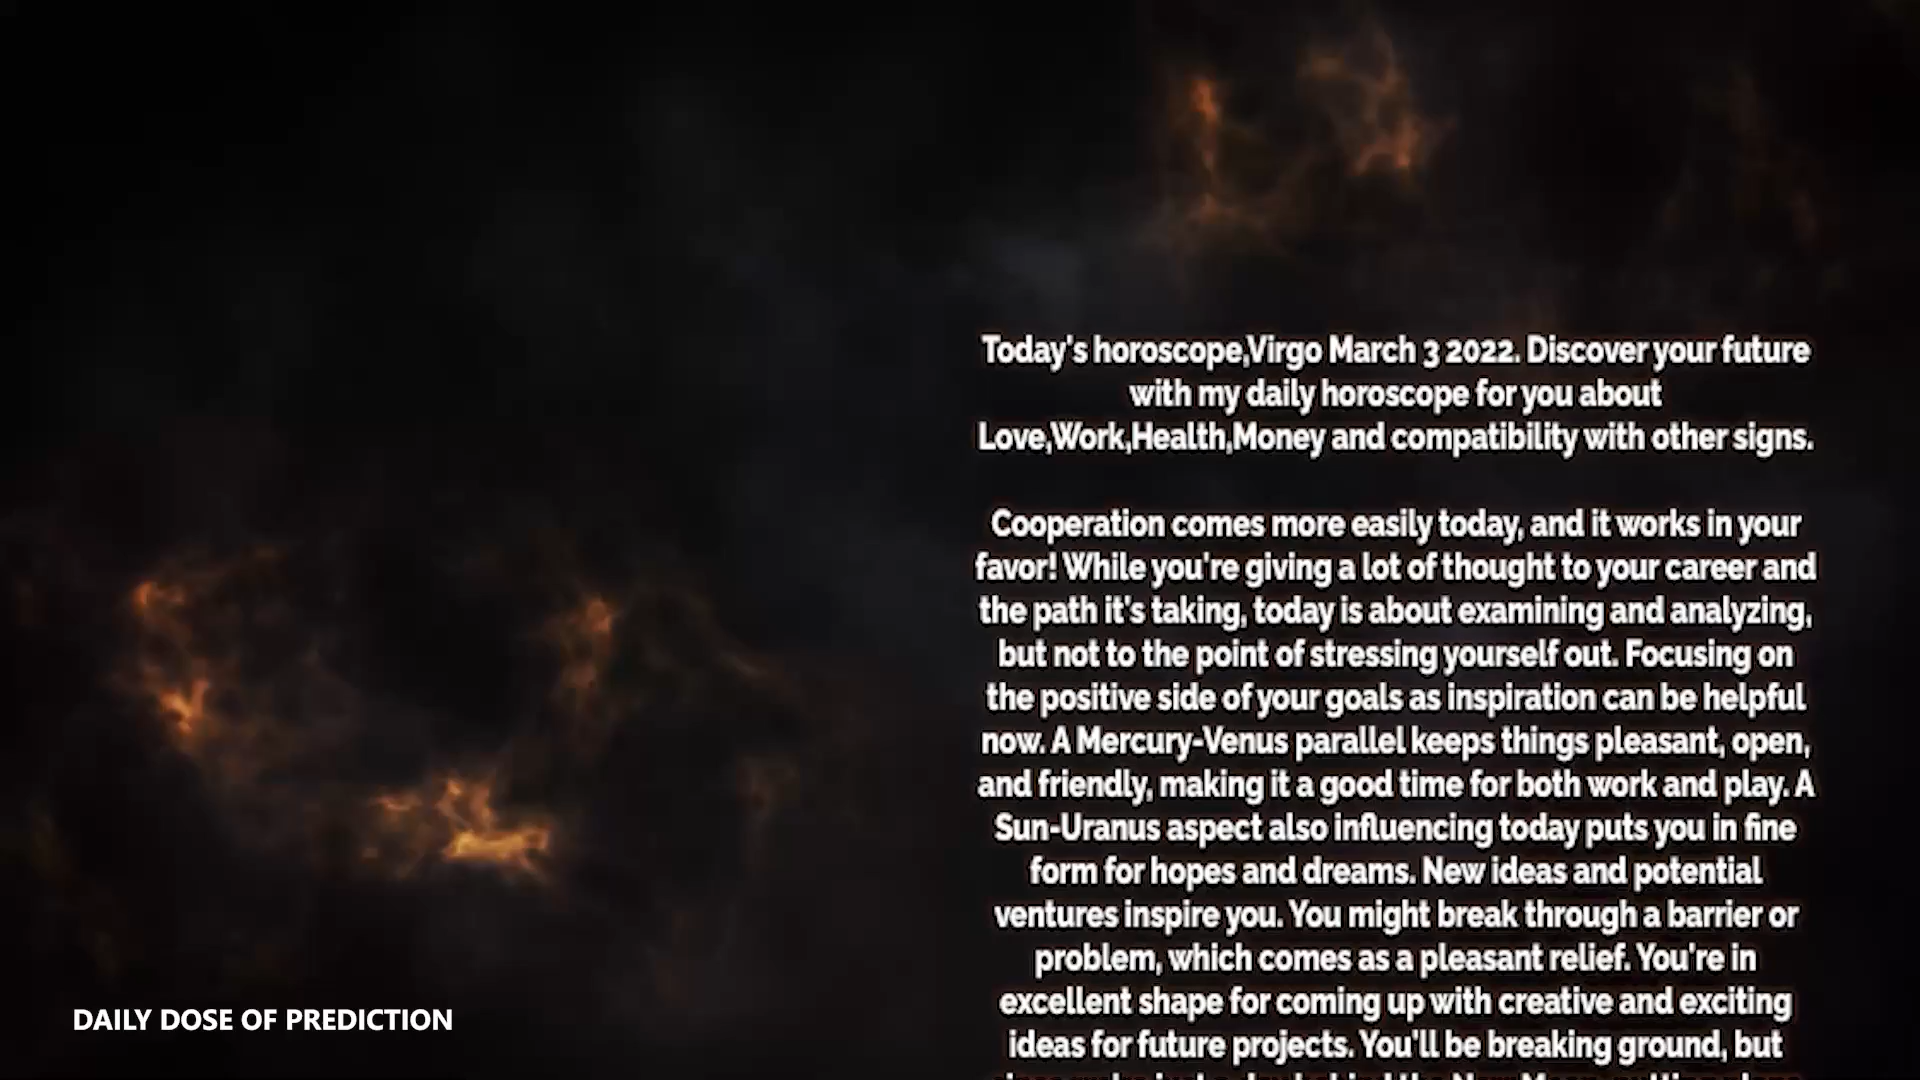 Today's horoscope,Virgo March 3 2022. Discover your future
with my daily horoscope for you about
Love,Work,Health,Money and compatibility with other signs.
Cooperation comes more easily today, and it works in your
favor! While you're giving a lot of thought to your career and
the path it's taking, today is about examining and analyzing,
but not to the point of stressing yourself out. Focusing on
the positive side of your goals as inspiration can be helpful
now. A Mercury-Venus parallel keeps things pleasant, open,
and friendly, making it a good time for both work and play. A
Sun-Uranus aspect also influencing today puts you in fine
form for hopes and dreams. New ideas and potential
ventures inspire you. You might break through a barrier or
problem, which comes as a pleasant relief. You're in
excellent shape for coming up with creative and exciting
ideas for future projects. You'll be breaking ground, but
DAILY DOSE OF PREDICTION